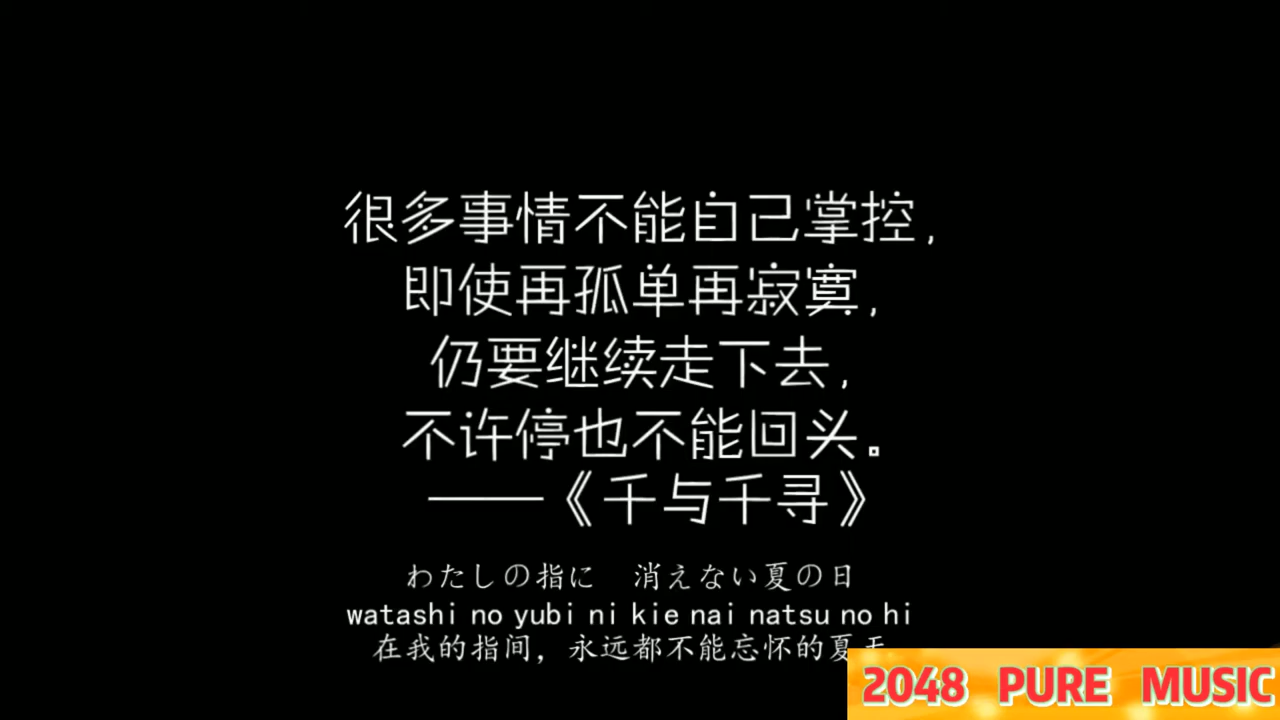 很多事情不能自己掌控，
即使再孤单再寂寞，
仍要继续走下去，
不许停也不能回头。
——《千与千寻》
わたしの指に　消えない夏の日
watashi no yubi ni kie nai natsu no hi
在我的指间，永远都不能忘怀的夏天
2048 PURE MUSIC